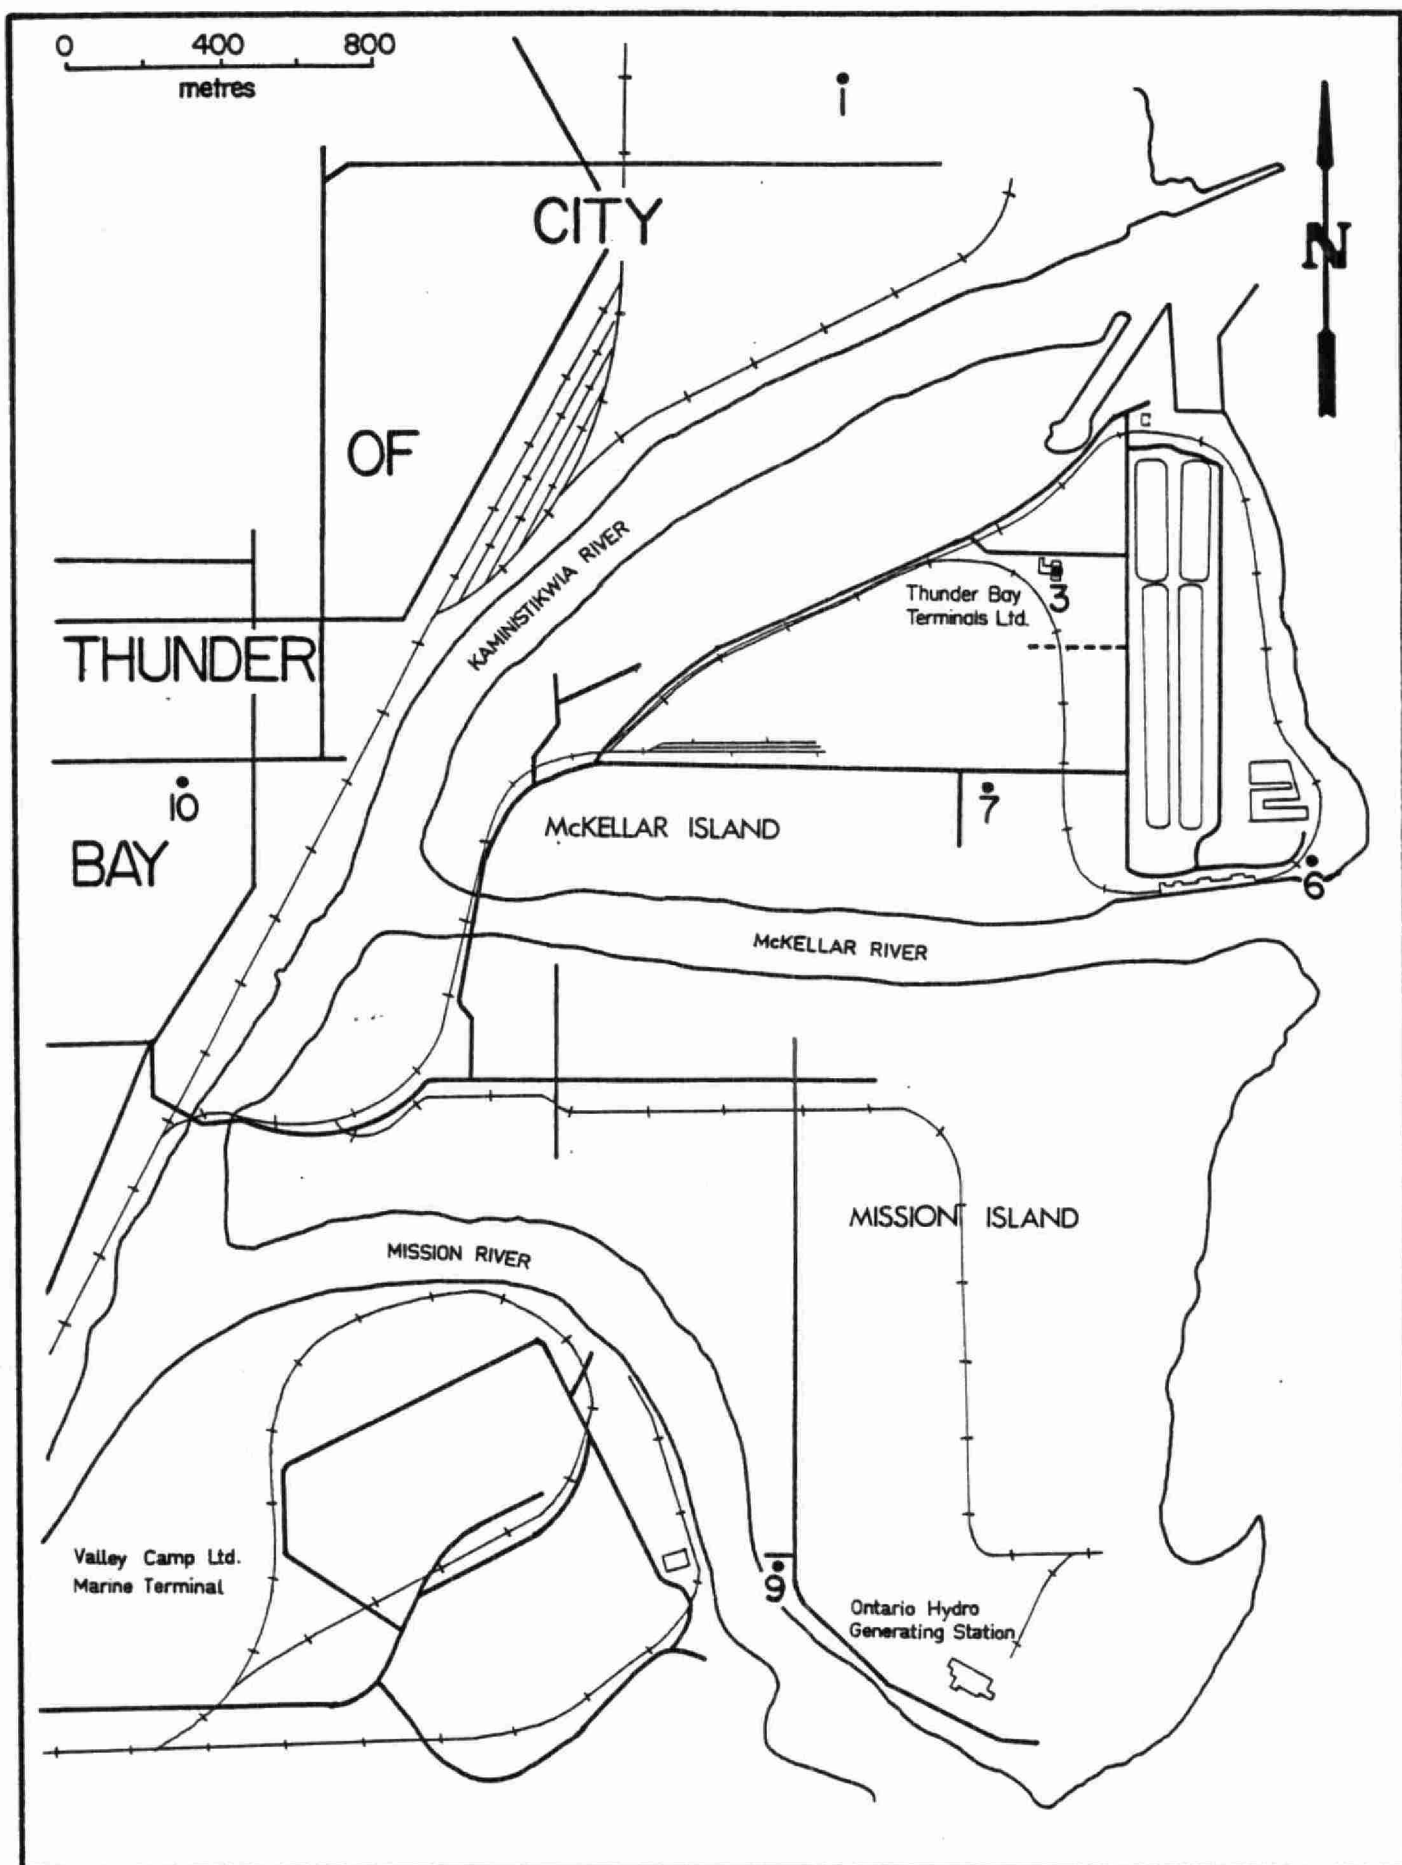 0 400 800
metres
1
N
CITY
OF
KAMINISTIKWIA RIVER
3
Thunder Bay
Terminals Ltd.
THUNDER
10
7
McKELLAR ISLAND
BAY
6
McKELLAR RIVER
MISSION ISLAND
MISSION RIVER
Valley Camp Ltd.
Marine Terminal
9
Ontario Hydro
Generating Station